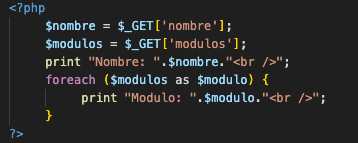 <?php
$nombre = $_GET['nombre'];
$modulos = $_GET['modulos'];
print "Nombre: ".$nombre."<br />";
foreach ($modulos as $modulo) {
print "Modulo: ".$modulo."<br />";
}
?>